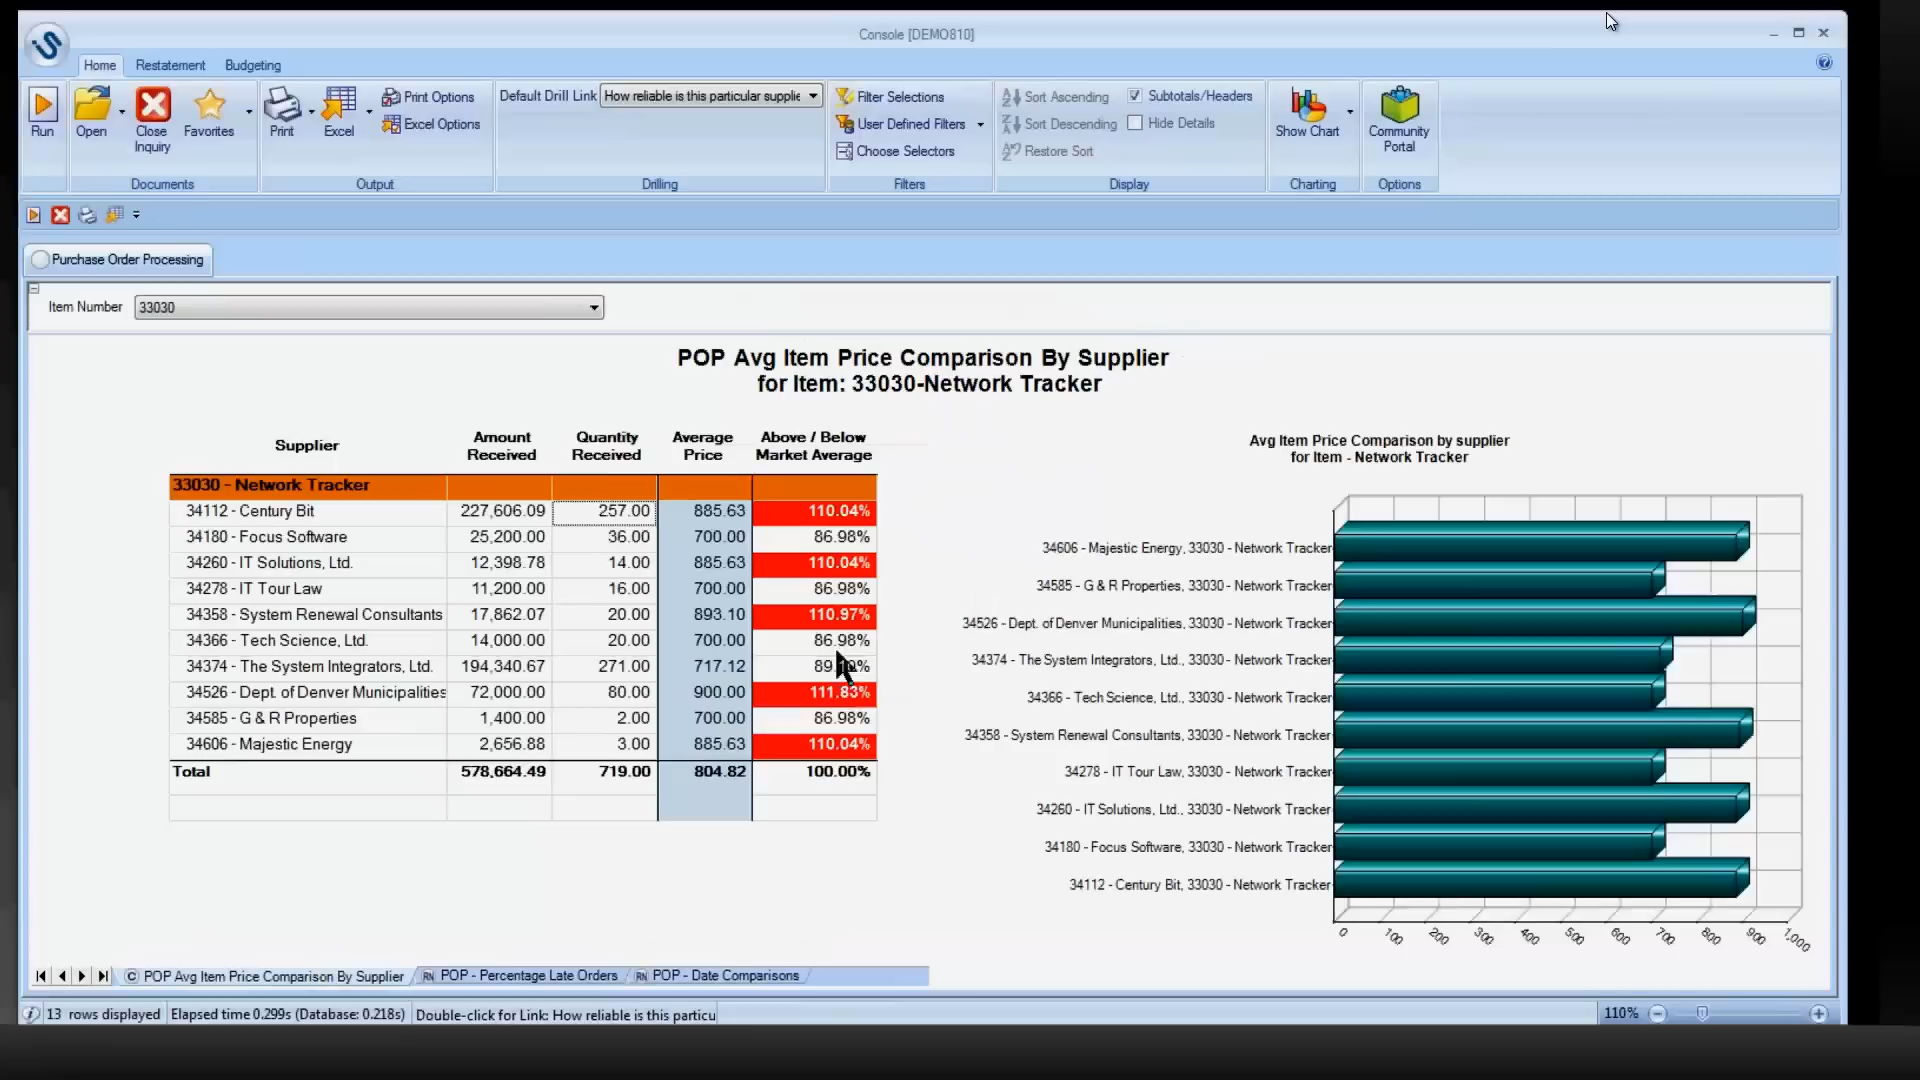 Console [DEMO810]
Home Restatement Budgeting
Run
Open
Close
Inquiry
Favorites
Documents
Print
Excel
Print Options
Excel Options
Output
Default Drill Link How reliable is this particular supplie
Drilling
Filter Selections
User Defined Filters
Choose Selectors
Filters
Sort Ascending
Sort Descending
Restore Sort
Subtotals/Headers
Hide Details
Display
Show Chart
Charting
Community
Portal
Options
Purchase Order Processing
Item Number 33030
POP Avg Item Price Comparison By Supplier
for Item: 33030-Network Tracker
Supplier Amount Received Quantity Received Average Price Above / Below Market Average
33030 - Network Tracker
34112 - Century Bit 227,606.09 257.00 885.63 110.04%
34180 - Focus Software 25,200.00 36.00 700.00 86.98%
34260 - IT Solutions, Ltd. 12,398.78 14.00 885.63 110.04%
34278 - IT Tour Law 11,200.00 16.00 700.00 86.98%
34358 - System Renewal Consultants 17,862.07 20.00 893.10 110.97%
34366 - Tech Science, Ltd. 14,000.00 20.00 700.00 86.98%
34374 - The System Integrators, Ltd. 194,340.67 271.00 717.12
34526 - Dept. of Denver Municipalities 72,000.00 80.00 900.00 111.83%
34585 - G & R Properties 1,400.00 2.00 700.00 86.98%
34606 - Majestic Energy 2,656.88 3.00 885.63 110.04%
Total 578,664.49 719.00 804.82 100.00%
Avg Item Price Comparison by supplier
for Item - Network Tracker
34606 - Majestic Energy, 33030 - Network Tracker
34585 - G & R Properties, 33030 - Network Tracker
34526 - Dept. of Denver Municipalities, 33030 - Network Tracker
34374 - The System Integrators, Ltd., 33030 - Network Tracker
34366 - Tech Science, Ltd., 33030 - Network Tracker
34358 - System Renewal Consultants, 33030 - Network Tracker
34278 - IT Tour Law, 33030 - Network Tracker
34260 - IT Solutions, Ltd., 33030 - Network Tracker
34180 - Focus Software, 33030 - Network Tracker
34112 - Century Bit, 33030 - Network Tracker
0 100 200 300 400 500 600 700 800 900 1,000
POP Avg Item Price Comparison By Supplier POP - Percentage Late Orders POP - Date Comparisons
13 rows displayed Elapsed time 0.299s (Database: 0.218s) Double-click for Link: How reliable is this particu 110%